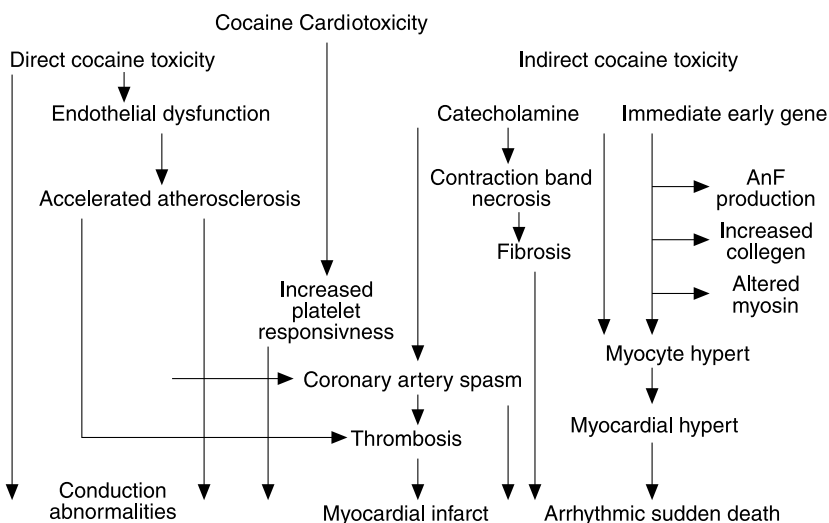 Cocaine Cardiotoxicity
Direct cocaine toxicity
Indirect cocaine toxicity
Endothelial dysfunction
Catecholamine
Immediate early gene
Accelerated atherosclerosis
Contraction band
necrosis
AnF
production
Increased
collegen
Fibrosis
Altered
myosin
Increased
platelet
responsivness
Myocyte hypert
Coronary artery spasm
Myocardial hypert
Thrombosis
Conduction
abnormalities
Myocardial infarct
Arrhythmic sudden death